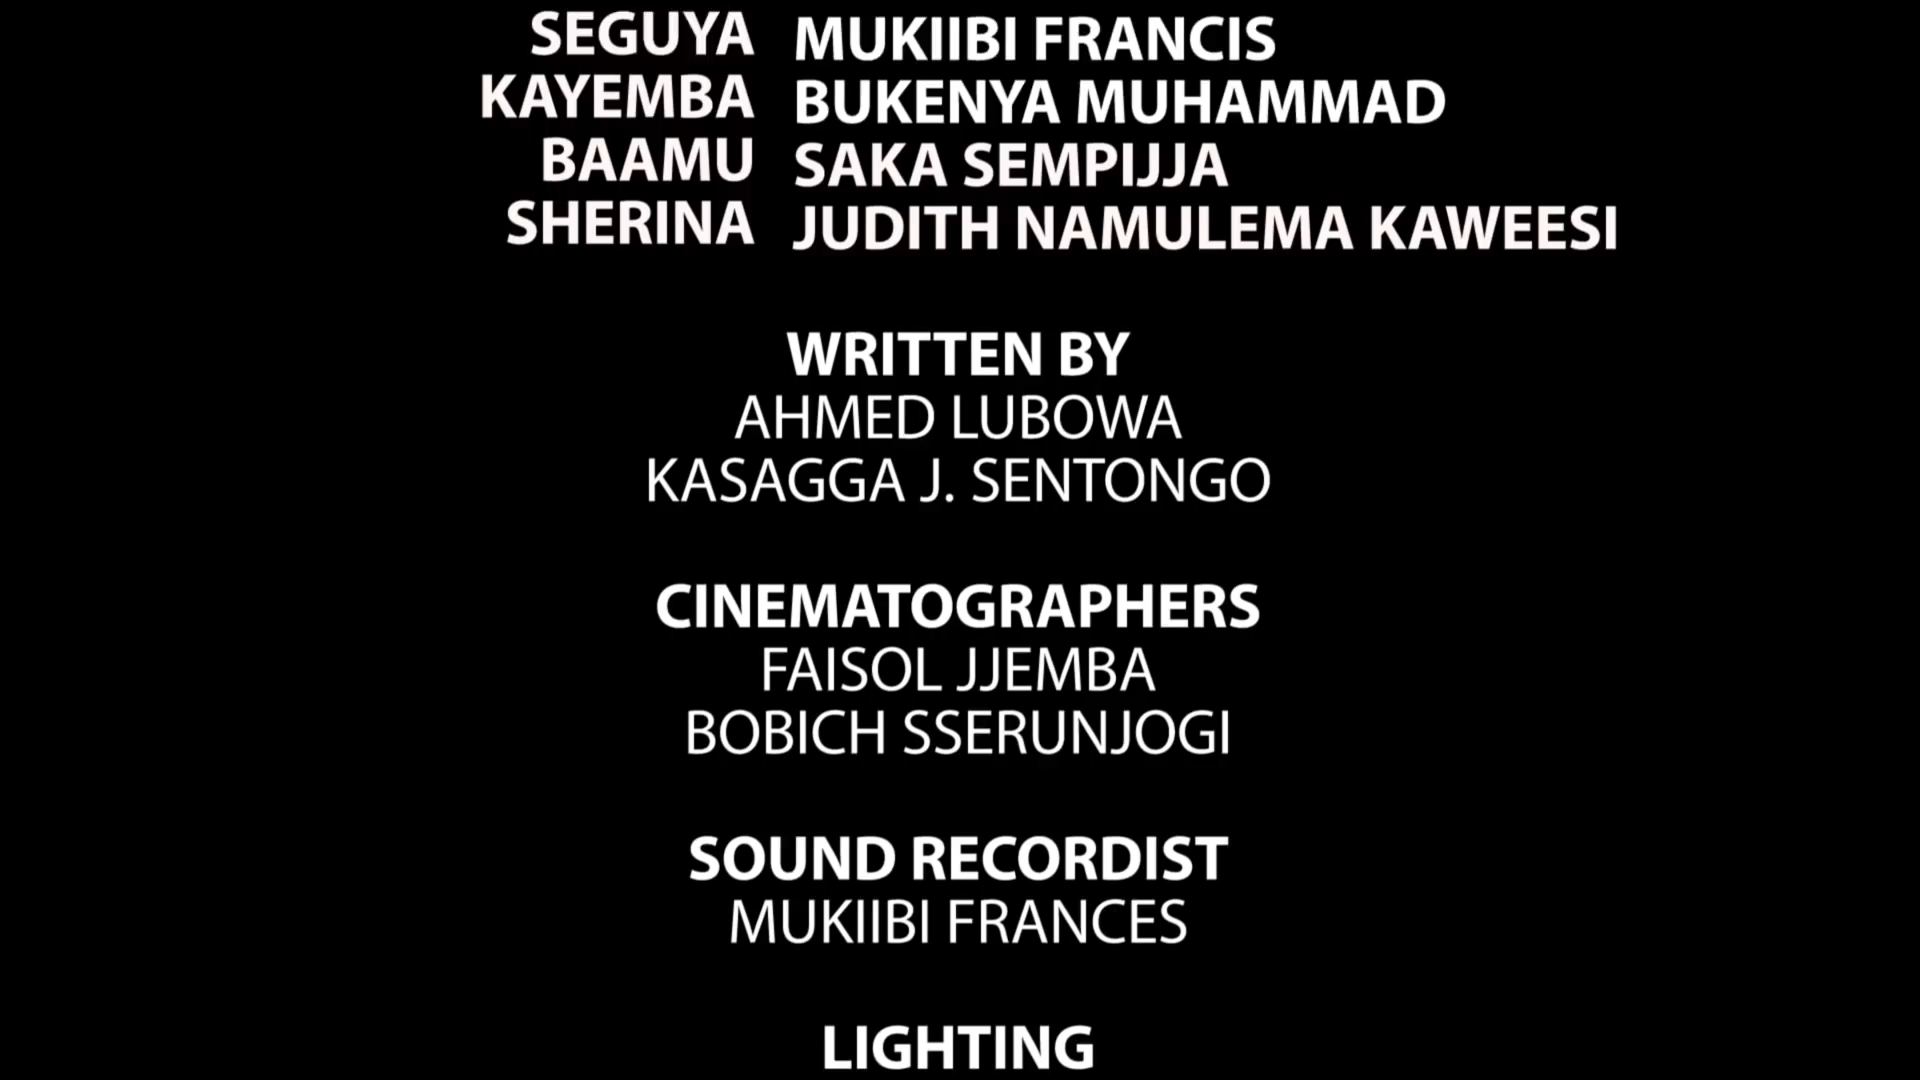 SEGUYA MUKIIBI FRANCIS
KAYEMBA BUKENYA MUHAMMAD
BAAMU SAKA SEMPIJJA
SHERINA JUDITH NAMULEMA KAWEESI
WRITTEN BY
AHMED LUBOWA
KASAGGA J. SENTONGO
CINEMATOGRAPHERS
FAISOL JJEMBA
BOBICH SSERUNJOGI
SOUND RECORDIST
MUKIIBI FRANCES
LIGHTING